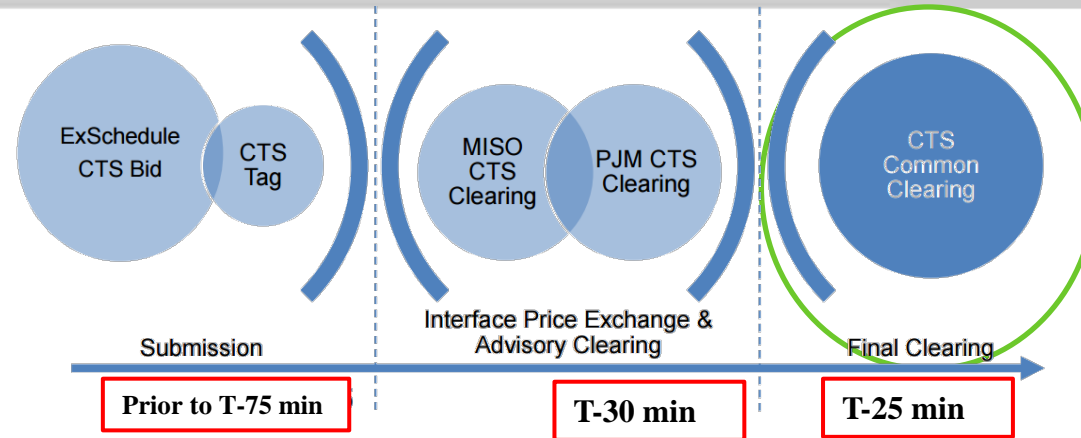 ExSchedule
CTS Bid
CTS
Tag
MISO
CTS
Clearing
PJM CTS
Clearing
CTS
Common
Clearing
Submission
Interface Price Exchange &
Advisory Clearing
Final Clearing
Prior to T-75 min
T-30 min
T-25 min